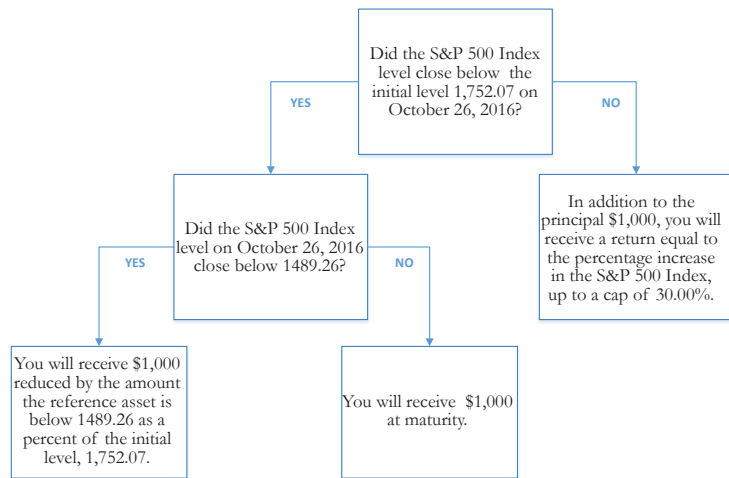 Did the S&P 500 Index
level close below the
initial level 1,752.07 on
October 26, 2016?
YES
NO
Did the S&P 500 Index
level on October 26, 2016
close below 1489.26?
In addition to the
principal $1,000, you will
receive a return equal to
the percentage increase
in the S&P 500 Index,
up to a cap of 30.00%.
YES
NO
You will receive $1,000
reduced by the amount
the reference asset is
below 1489.26 as a
percent of the initial
level, 1,752.07.
You will receive $1,000
at maturity.